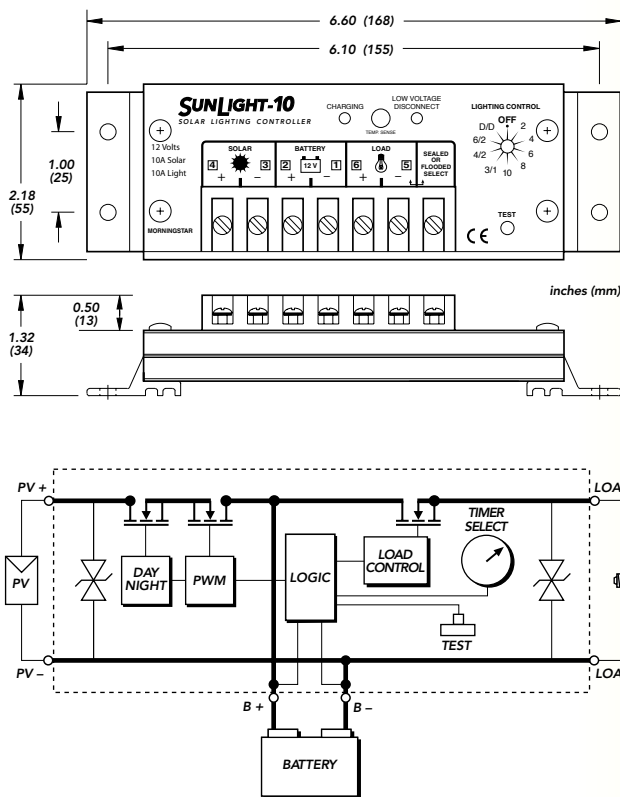 6.60 (168)
6.10 (155)
SUNLIGHT-10
SOLAR LIGHTING CONTROLLER
CHARGING
LOW VOLTAGE
DISCONNECT
TEMP. SENSE
LIGHTING CONTROL
OFF
D/D 2
6/2 4
4/2 6
3/1 10 8
12 Volts
10A Solar
10A Light
SOLAR
BATTERY
LOAD
SEALED
OR
FLOODED
SELECT
4 3 2 12 V 1 6 5
+ − + − + −
1.00
(25)
2.18
(55)
MORNINGSTAR
TEST
CE
inches (mm)
0.50
(13)
1.32
(34)
PV +
LOA
TIMER
SELECT
PV
DAY
NIGHT
PWM
LOGIC
LOAD
CONTROL
TEST
PV −
LOA
B +
B −
BATTERY